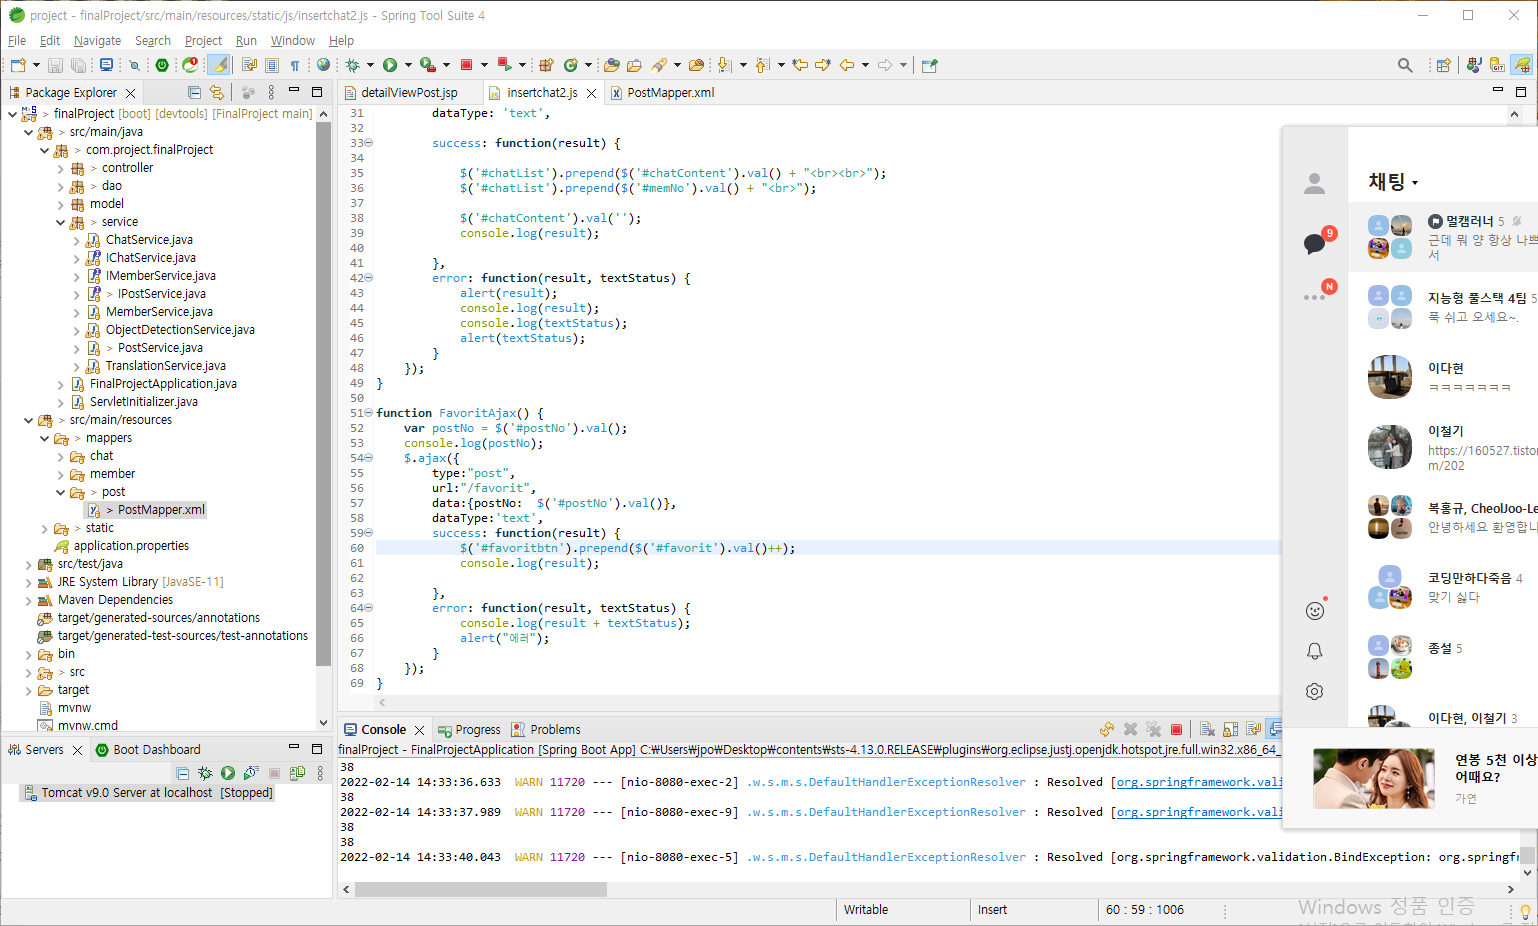 project - finalProject/src/main/resources/static/js/insertchat2.js - Spring Tool Suite 4
File Edit Navigate Search Project Run Window Help
Package Explorer
> finalProject [boot] [devtools] [FinalProject main]
> src/main/java
> com.project.finalProject
> controller
> dao
model
> service
ChatService.java
IChatService.java
IMemberService.java
> IPostService.java
MemberService.java
ObjectDetectionService.java
> PostService.java
TranslationService.java
FinalProjectApplication.java
ServletInitializer.java
> src/main/resources
> mappers
chat
member
> post
> PostMapper.xml
> static
application.properties
src/test/java
JRE System Library [JavaSE-11]
Maven Dependencies
target/generated-sources/annotations
target/generated-test-sources/test-annotations
bin
> src
target
mvnw
mvnw.cmd
Servers Boot Dashboard
Tomcat v9.0 Server at localhost [Stopped]
detailViewPost.jsp insertchat2.js PostMapper.xml
31 dataType: 'text',
32
33 success: function(result) {
34
35 $('#chatList').prepend($('#chatContent').val() + "<br><br>");
36 $('#chatList').prepend($('#memNo').val() + "<br>");
37
38 $('#chatContent').val('');
39 console.log(result);
40
41 },
42 error: function(result, textStatus) {
43 alert(result);
44 console.log(result);
45 console.log(textStatus);
46 alert(textStatus);
47 }
48 });
49 }
50
51 function FavoritAjax() {
52 var postNo = $('#postNo').val();
53 console.log(postNo);
54 $.ajax({
55 type:"post",
56 url:"/favorit",
57 data:{postNo: $('#postNo').val()},
58 dataType:'text',
59 success: function(result) {
60 $('#favoritbtn').prepend($('#favorit').val()++);
61 console.log(result);
62
63 },
64 error: function(result, textStatus) {
65 console.log(result + textStatus);
66 alert("에러");
67 }
68 });
69 }
Console Progress Problems
finalProject - FinalProjectApplication [Spring Boot App] C:￦Users￦jpo￦Desktop￦contents￦sts-4.13.0.RELEASE￦plugins￦org.eclipse.justj.openjdk.hotspot.jre.full.win32.x86_64_
38
2022-02-14 14:33:36.633 WARN 11720 --- [nio-8080-exec-2] .w.s.m.s.DefaultHandlerExceptionResolver : Resolved [org.springframework.vali
38
2022-02-14 14:33:37.989 WARN 11720 --- [nio-8080-exec-9] .w.s.m.s.DefaultHandlerExceptionResolver : Resolved [org.springframework.vali
38
38
2022-02-14 14:33:40.043 WARN 11720 --- [nio-8080-exec-5] .w.s.m.s.DefaultHandlerExceptionResolver : Resolved [org.springframework.validation.BindException: org.springf
Writable Insert 60 : 59 : 1006
9
N
채팅
멀캠러너 5
근데 뭐 양 항상 나쁘
서
지능형 풀스택 4팀 5
푹 쉬고 오세요~.
이다현
ㅋㅋㅋㅋㅋㅋㅋ
이철기
https://160527.tistor
m/202
복홍규, CheolJoo-Le
안녕하세요 환영합니
코딩만하다죽음 4
맞기 싫다
종설 5
이다현, 이철기 3
연봉 5천 이상
어때요?
가연
Windows 정품 인증